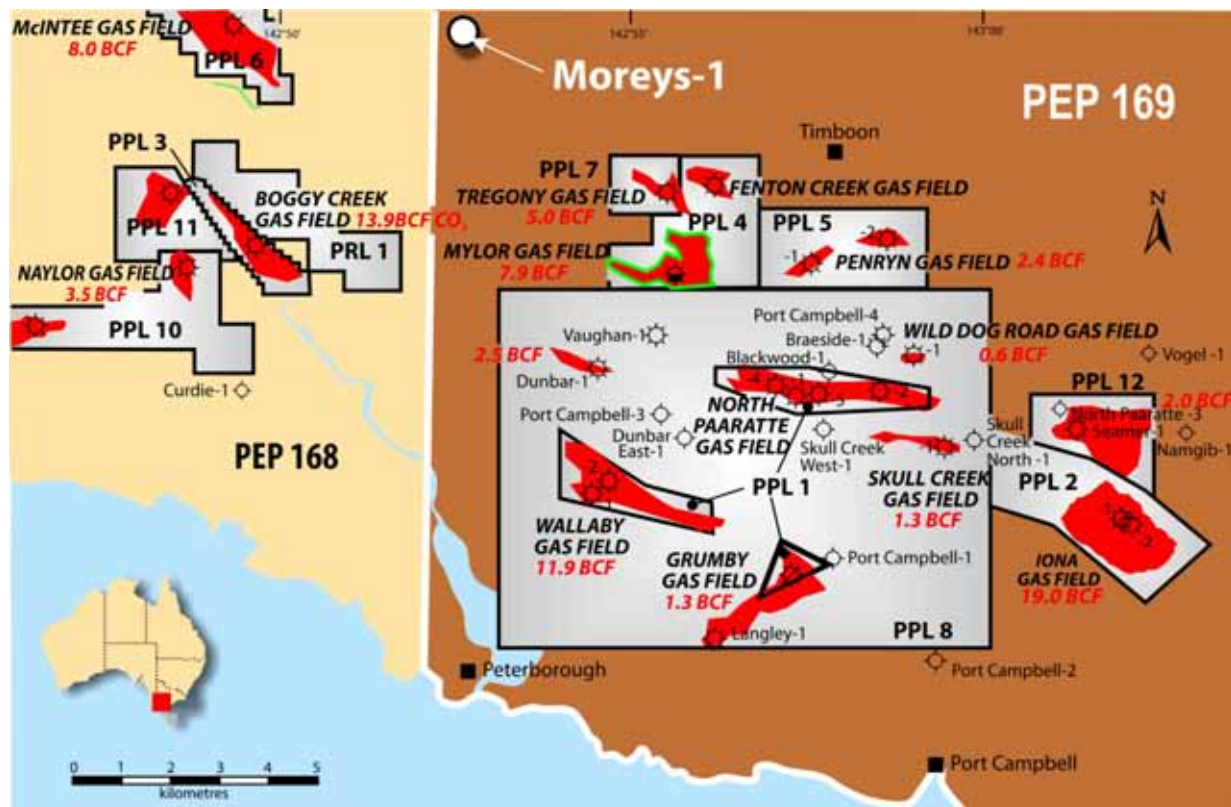 McINTEE GAS FIELD
8.0 BCF
PPL 6
142°50'
142°55'
143°00'
Moreys-1
PEP 169
PPL 3
Timboon
N
PPL 7
TREGONY GAS FIELD
5.0 BCF
FENTON CREEK GAS FIELD
BOGGY CREEK
GAS FIELD 13.9BCF CO2
PPL 11
PRL 1
PPL 4
PPL 5
MYLOR GAS FIELD
7.9 BCF
-2
-1
PENRYN GAS FIELD 2.4 BCF
NAYLOR GAS FIELD
3.5 BCF
PPL 10
Curdie-1
Vaughan-1
Port Campbell-4
Braeside-1
WILD DOG ROAD GAS FIELD
-1
0.6 BCF
Vogel -1
2.5 BCF
Dunbar-1
Blackwood-1
PPL 12
2.0 BCF
-4
-1
-5
-2
North Paaratte -3
Seamer-1
Namgib-1
Port Campbell-3
Dunbar
East-1
NORTH
PAARATTE
GAS FIELD
Skull Creek
West-1
Skull
Creek
North -1
PEP 168
PPL 1
SKULL CREEK
GAS FIELD
1.3 BCF
PPL 2
WALLABY
GAS FIELD
11.9 BCF
GRUMBY
GAS FIELD
1.3 BCF
Port Campbell-1
IONA
GAS FIELD
19.0 BCF
Langley-1
PPL 8
Peterborough
Port Campbell-2
Port Campbell
0 1 2 3 4 5
kilometres